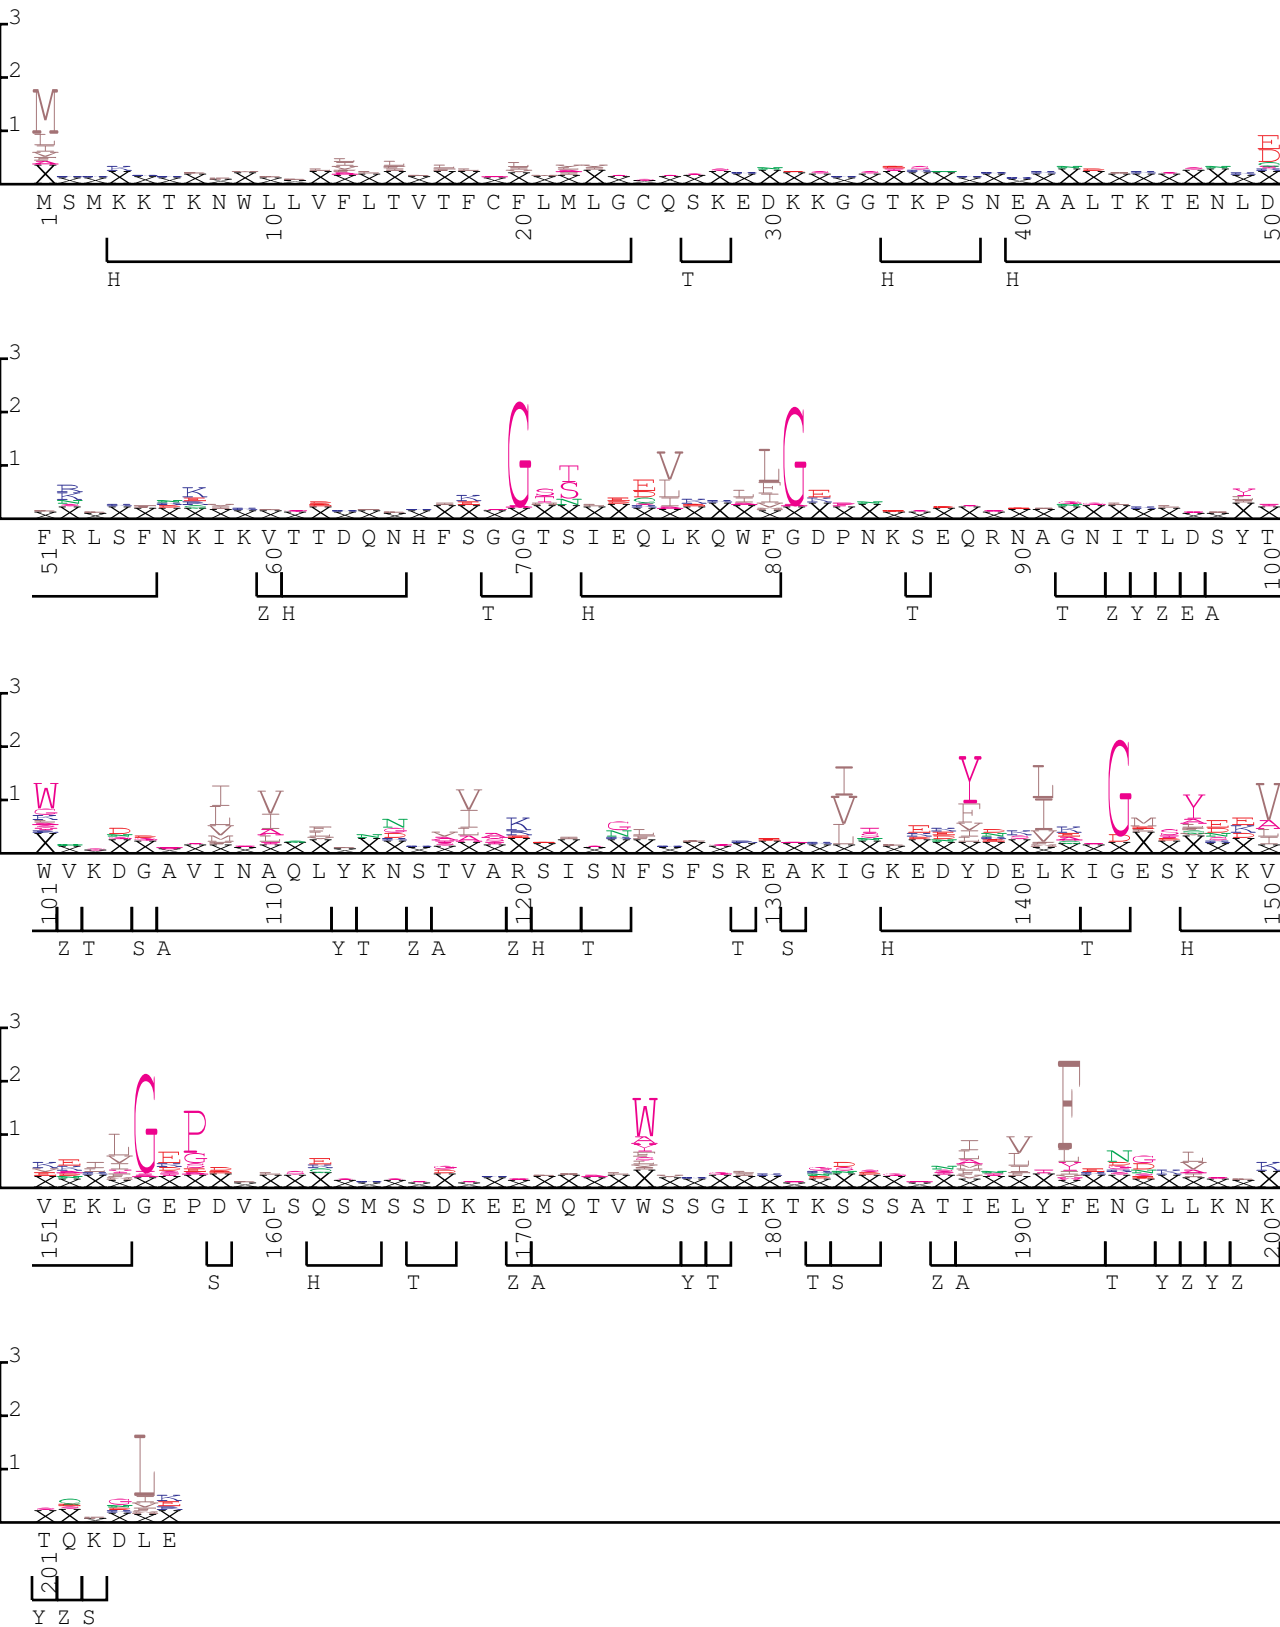 3
2
1
M S M K K T K N W L L V F L T V T F C F L M L G C Q S K E D K K G G T K P S N E A A L T K T E N L D
1 10 20 30 40 50
H T H H
3
2
1
F R L S F N K I K V T T D Q N H F S G G T S I E Q L K Q W F G D P N K S E Q R N A G N I T L D S Y T
51 60 70 80 90 100
Z H T H T T Z Y Z E A
3
2
1
W V K D G A V I N A Q L Y K N S T V A R S I S N F S F S R E A K I G K E D Y D E L K I G E S Y K K V
101 110 120 130 140 150
Z T S A Y T Z A Z H T T S H T H
3
2
1
V E K L G E P D V L S Q S M S S D K E E M Q T V W S S G I K T K S S S A T I E L Y F E N G L L K N K
151 160 170 180 190 200
S H T Z A Y T T S Z A T Y Z Y Z
3
2
1
T Q K D L E
201
Y Z S